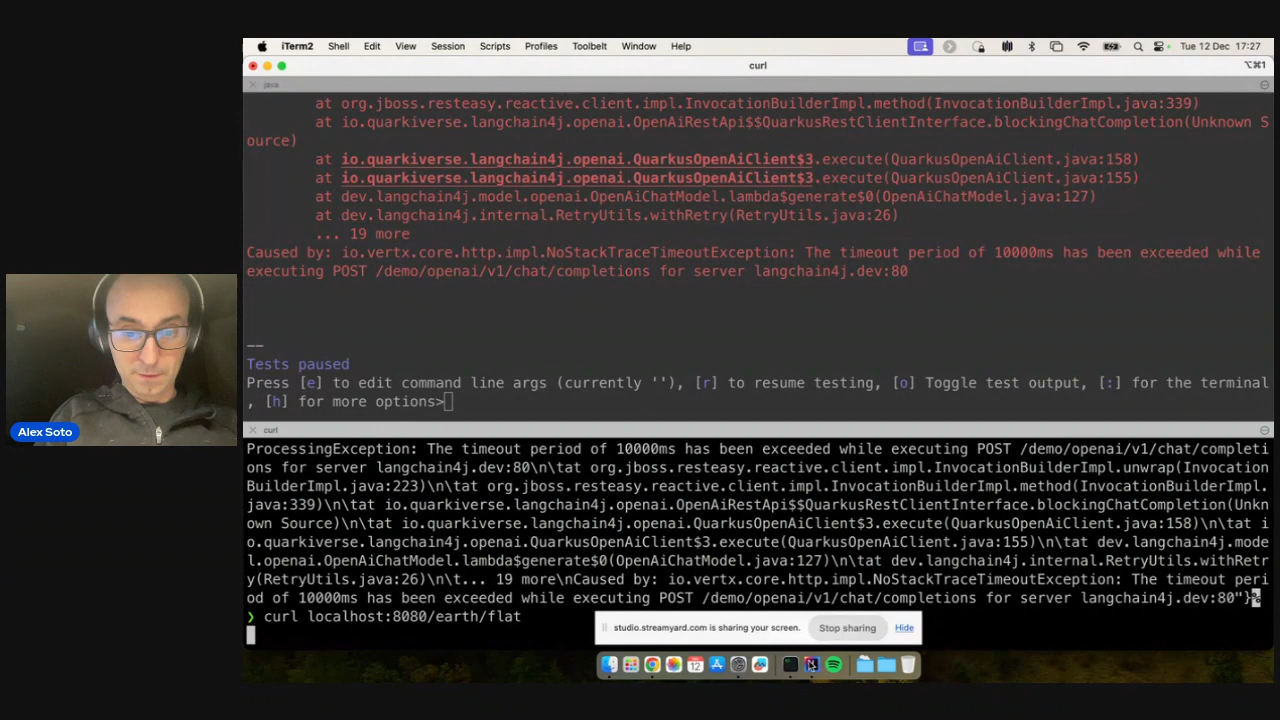 iTerm2 Shell Edit View Session Scripts Profiles Toolbelt Window Help Tue 12 Dec 17:27
curl ⌥⌘1
java
at org.jboss.resteasy.reactive.client.impl.InvocationBuilderImpl.method(InvocationBuilderImpl.java:339)
at io.quarkiverse.langchain4j.openai.OpenAiRestApi$$QuarkusRestClientInterface.blockingChatCompletion(Unknown S
ource)
at io.quarkiverse.langchain4j.openai.QuarkusOpenAiClient$3.execute(QuarkusOpenAiClient.java:158)
at io.quarkiverse.langchain4j.openai.QuarkusOpenAiClient$3.execute(QuarkusOpenAiClient.java:155)
at dev.langchain4j.model.openai.OpenAiChatModel.lambda$generate$0(OpenAiChatModel.java:127)
at dev.langchain4j.internal.RetryUtils.withRetry(RetryUtils.java:26)
... 19 more
Caused by: io.vertx.core.http.impl.NoStackTraceTimeoutException: The timeout period of 10000ms has been exceeded while
executing POST /demo/openai/v1/chat/completions for server langchain4j.dev:80
--
Tests paused
Press [e] to edit command line args (currently ''), [r] to resume testing, [o] Toggle test output, [:] for the terminal
, [h] for more options>
Alex Soto
curl
ProcessingException: The timeout period of 10000ms has been exceeded while executing POST /demo/openai/v1/chat/completi
ons for server langchain4j.dev:80\n\tat org.jboss.resteasy.reactive.client.impl.InvocationBuilderImpl.unwrap(Invocation
BuilderImpl.java:223)\n\tat org.jboss.resteasy.reactive.client.impl.InvocationBuilderImpl.method(InvocationBuilderImpl.
java:339)\n\tat io.quarkiverse.langchain4j.openai.OpenAiRestApi$$QuarkusRestClientInterface.blockingChatCompletion(Unkn
own Source)\n\tat io.quarkiverse.langchain4j.openai.QuarkusOpenAiClient$3.execute(QuarkusOpenAiClient.java:158)\n\tat i
o.quarkiverse.langchain4j.openai.QuarkusOpenAiClient$3.execute(QuarkusOpenAiClient.java:155)\n\tat dev.langchain4j.mode
l.openai.OpenAiChatModel.lambda$generate$0(OpenAiChatModel.java:127)\n\tat dev.langchain4j.internal.RetryUtils.withRetr
y(RetryUtils.java:26)\n\t... 19 more\nCaused by: io.vertx.core.http.impl.NoStackTraceTimeoutException: The timeout peri
od of 10000ms has been exceeded while executing POST /demo/openai/v1/chat/completions for server langchain4j.dev:80"}%
❯ curl localhost:8080/earth/flat
studio.streamyard.com is sharing your screen. Stop sharing Hide